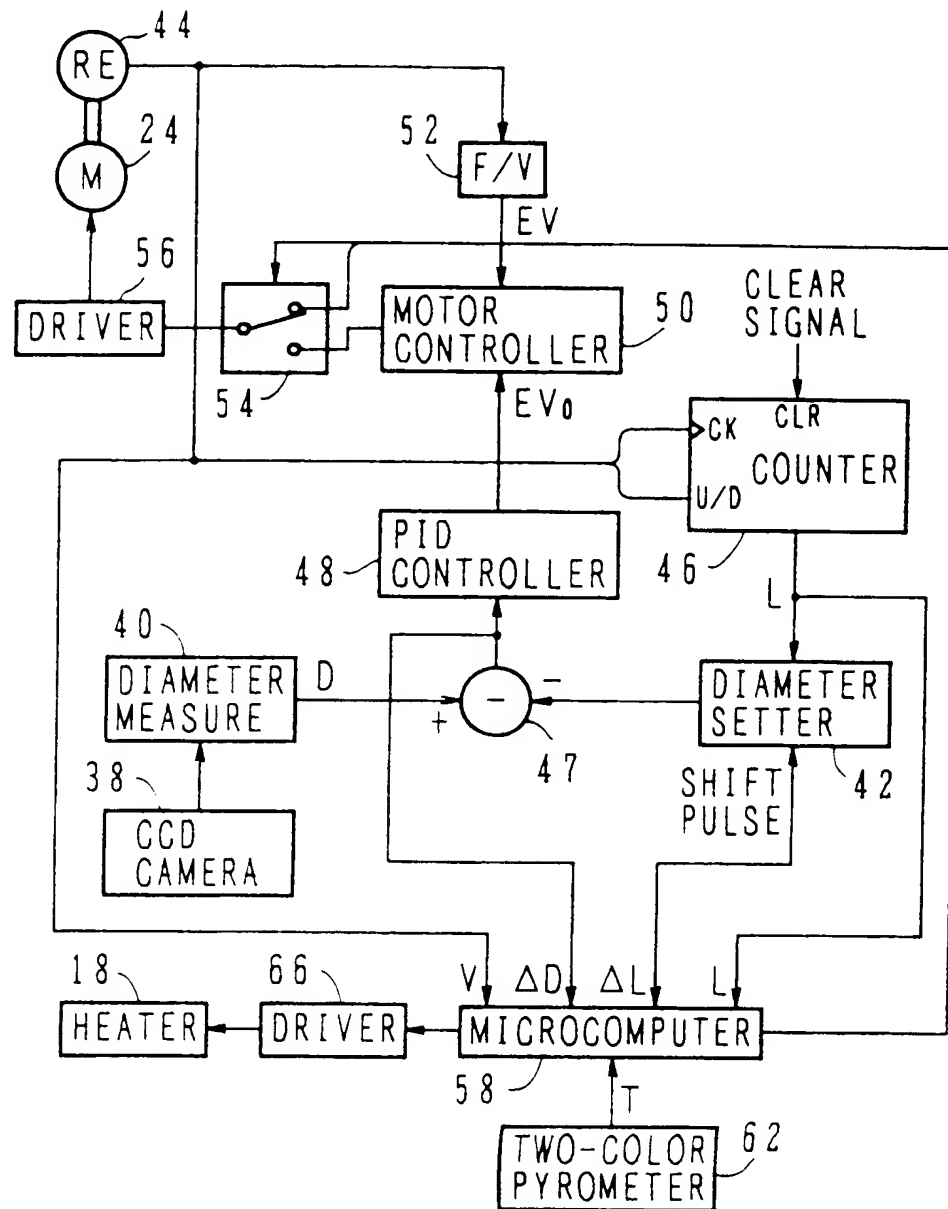 44
RE
24
M
52
F/V
EV
56
DRIVER
54
MOTOR
CONTROLLER
50
EV0
CLEAR
SIGNAL
CLR
CK
COUNTER
U/D
46
L
48
PID
CONTROLLER
40
DIAMETER
MEASURE
D
+
-
-
47
DIAMETER
SETTER
42
SHIFT
PULSE
38
CCD
CAMERA
V
ΔD
ΔL
L
18
HEATER
66
DRIVER
MICROCOMPUTER
58
T
62
TWO-COLOR
PYROMETER